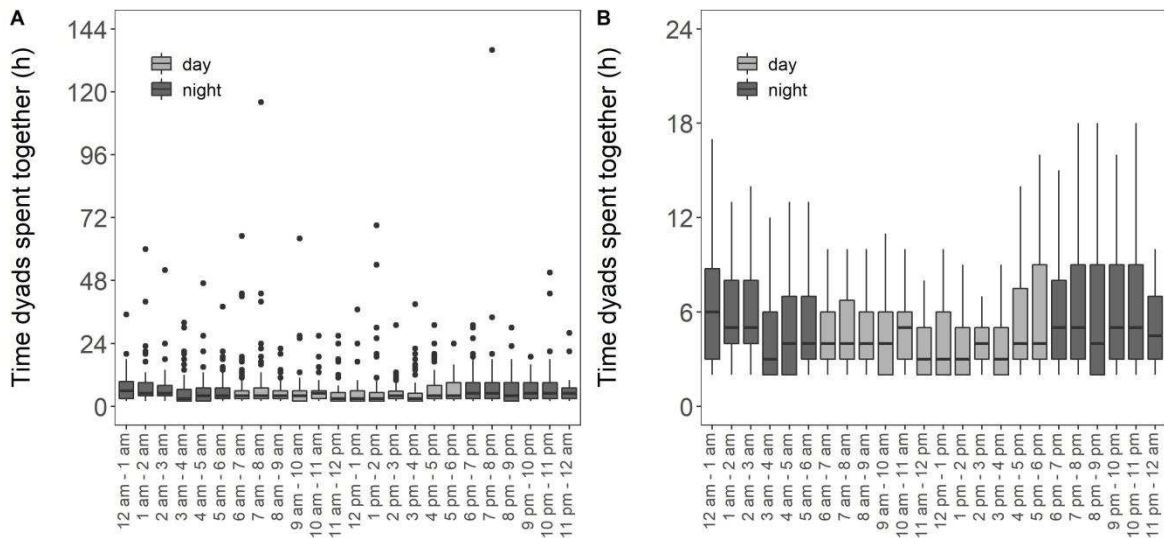 A
Time dyads spent together (h)
144
120
96
72
48
24
0
day
night
12 am - 1 am
1 am - 2 am
2 am - 3 am
3 am - 4 am
4 am - 5 am
5 am - 6 am
6 am - 7 am
7 am - 8 am
8 am - 9 am
9 am - 10 am
10 am - 11 am
11 am - 12 pm
12 pm - 1 pm
1 pm - 2 pm
2 pm - 3 pm
3 pm - 4 pm
4 pm - 5 pm
5 pm - 6 pm
6 pm - 7 pm
7 pm - 8 pm
8 pm - 9 pm
9 pm - 10 pm
10 pm - 11 pm
11 pm - 12 am
B
Time dyads spent together (h)
24
18
12
6
0
day
night
12 am - 1 am
1 am - 2 am
2 am - 3 am
3 am - 4 am
4 am - 5 am
5 am - 6 am
6 am - 7 am
7 am - 8 am
8 am - 9 am
9 am - 10 am
10 am - 11 am
11 am - 12 pm
12 pm - 1 pm
1 pm - 2 pm
2 pm - 3 pm
3 pm - 4 pm
4 pm - 5 pm
5 pm - 6 pm
6 pm - 7 pm
7 pm - 8 pm
8 pm - 9 pm
9 pm - 10 pm
10 pm - 11 pm
11 pm - 12 am